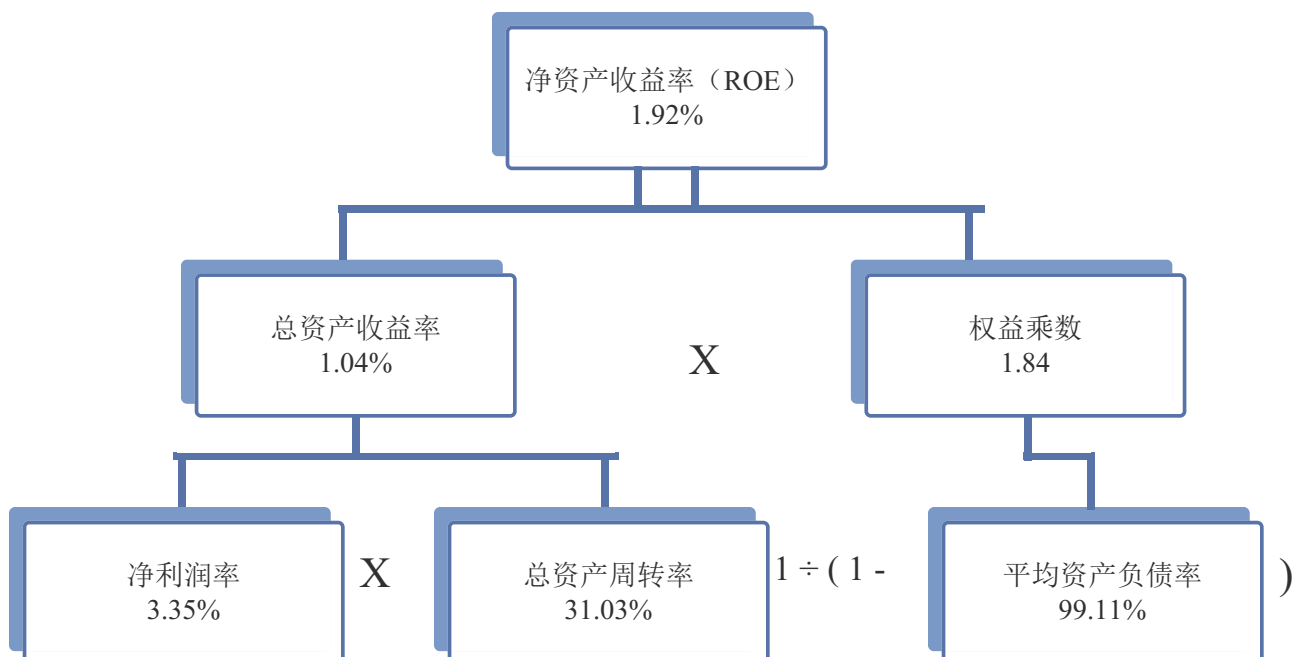 净资产收益率（ROE）
1.92%
总资产收益率
1.04%
X
权益乘数
1.84
净利润率
3.35%
X
总资产周转率
31.03%
1 ÷ ( 1 -
平均资产负债率
99.11%
)